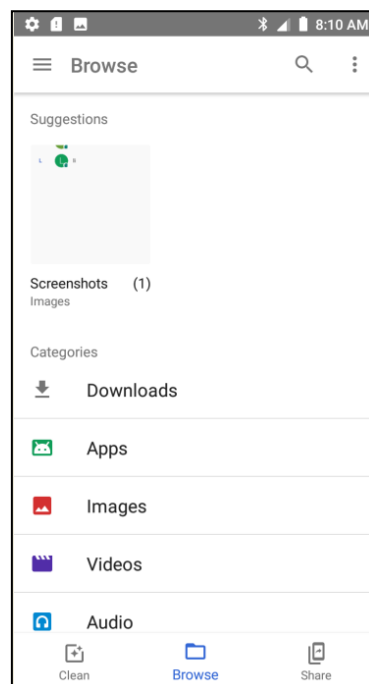 8:10 AM
Browse
Suggestions
Screenshots (1)
Images
Categories
Downloads
Apps
Images
Videos
Audio
Clean Browse Share